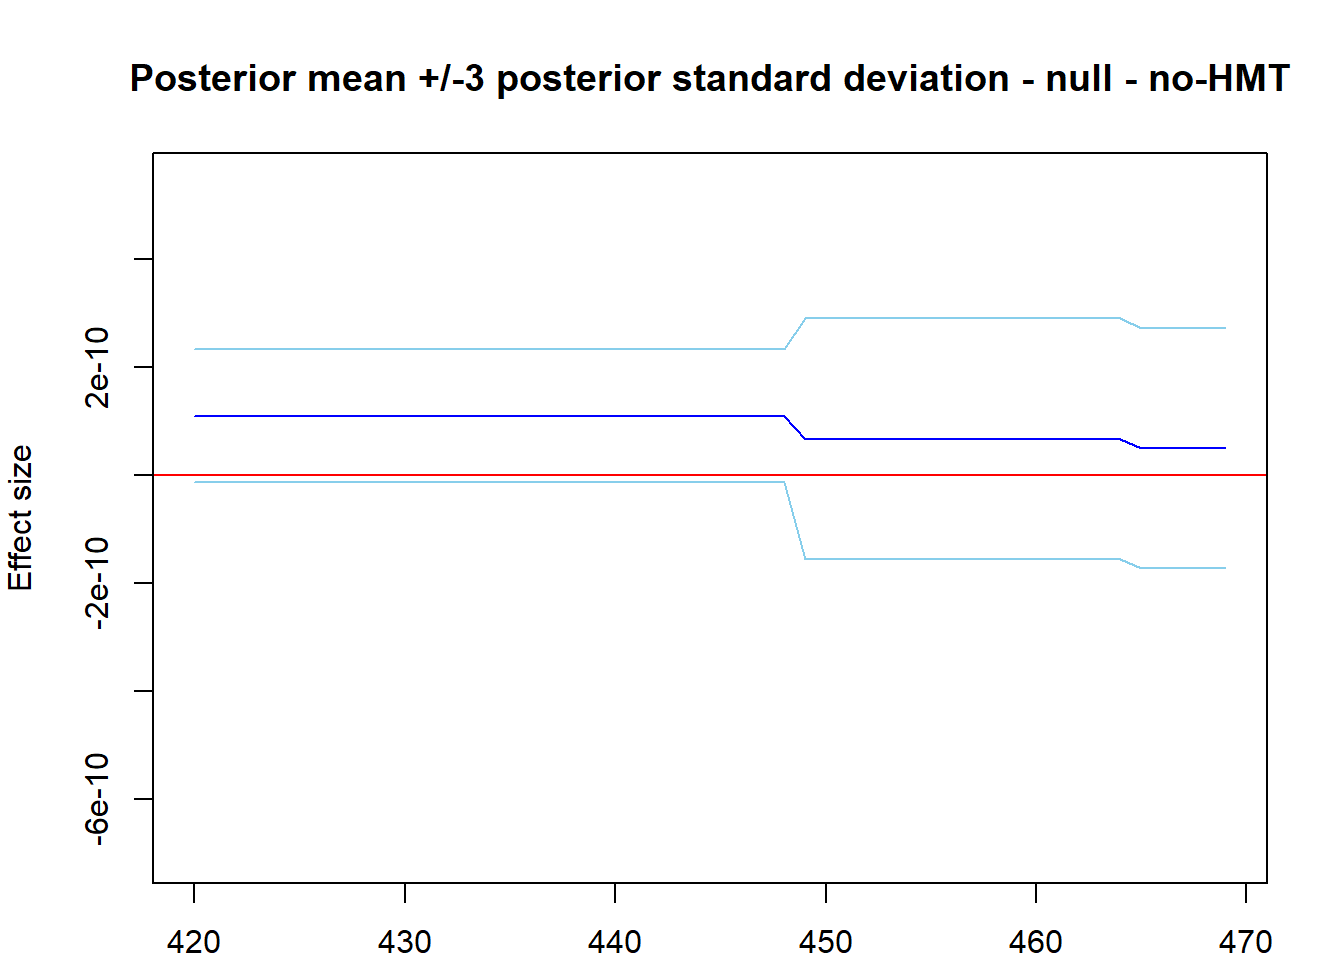 Posterior mean +/-3 posterior standard deviation - null - no-HMT
Effect size
2e-10
-2e-10
-6e-10
420 430 440 450 460 470